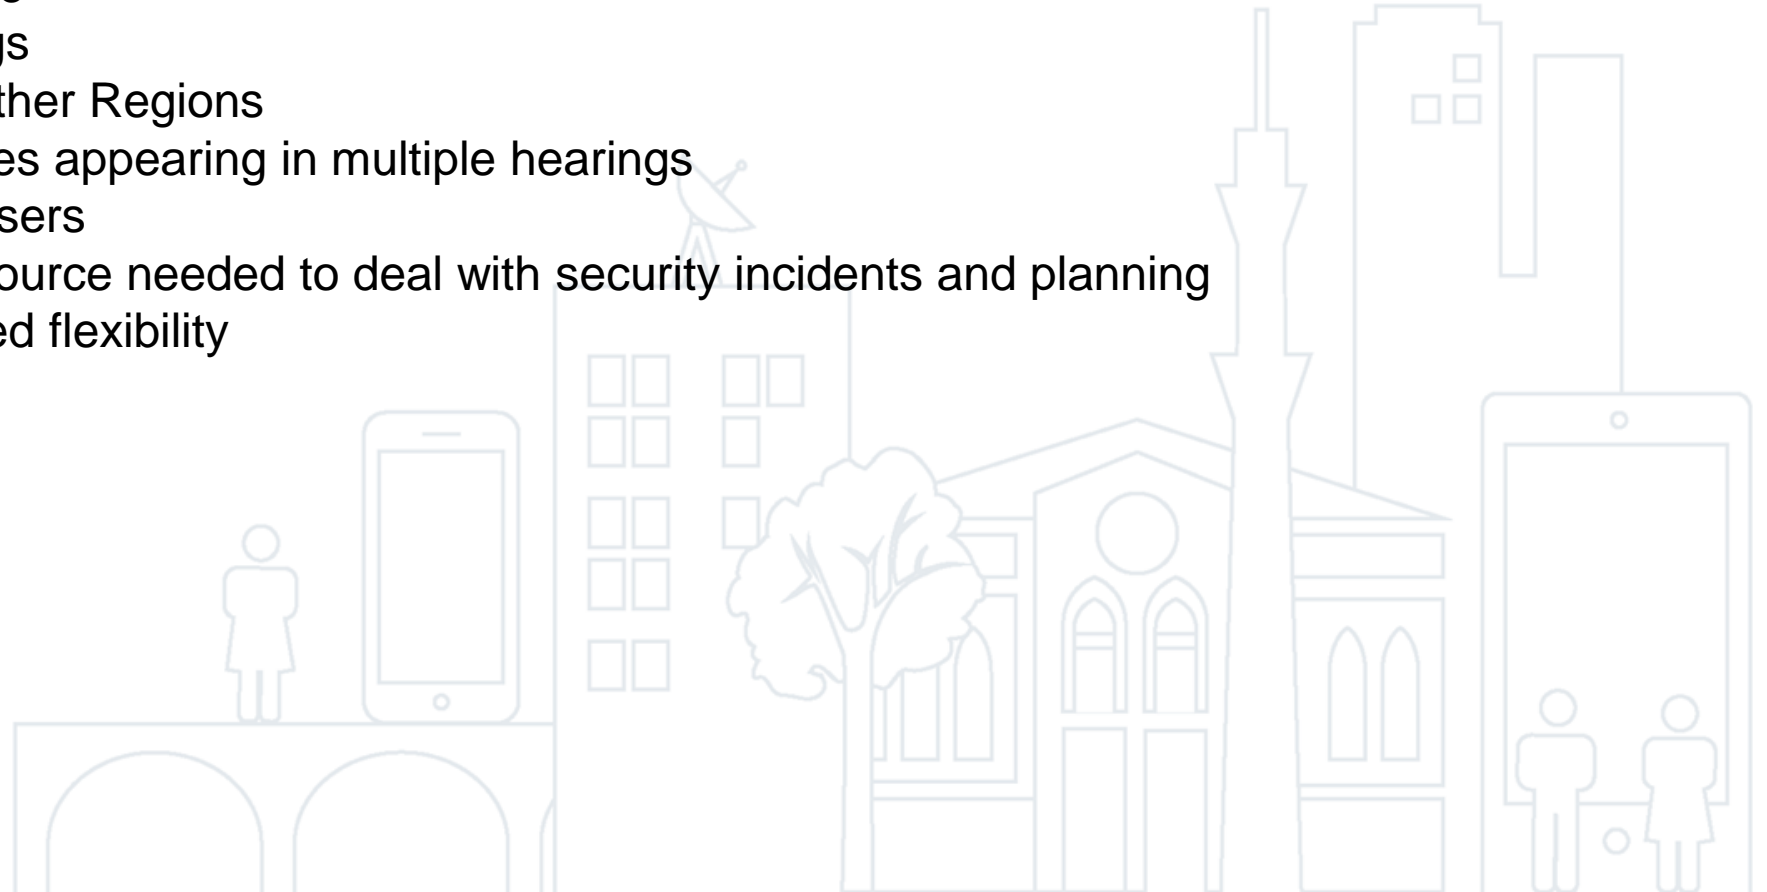 gs
ther Regions
es appearing in multiple hearings
sers
ource needed to deal with security incidents and planning
ed flexibility